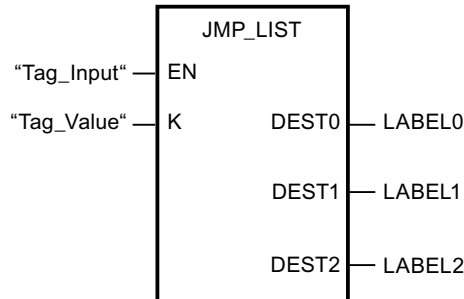 JMP_LIST
“Tag_Input“ EN
“Tag_Value“ K DEST0 LABEL0
DEST1 LABEL1
DEST2 LABEL2